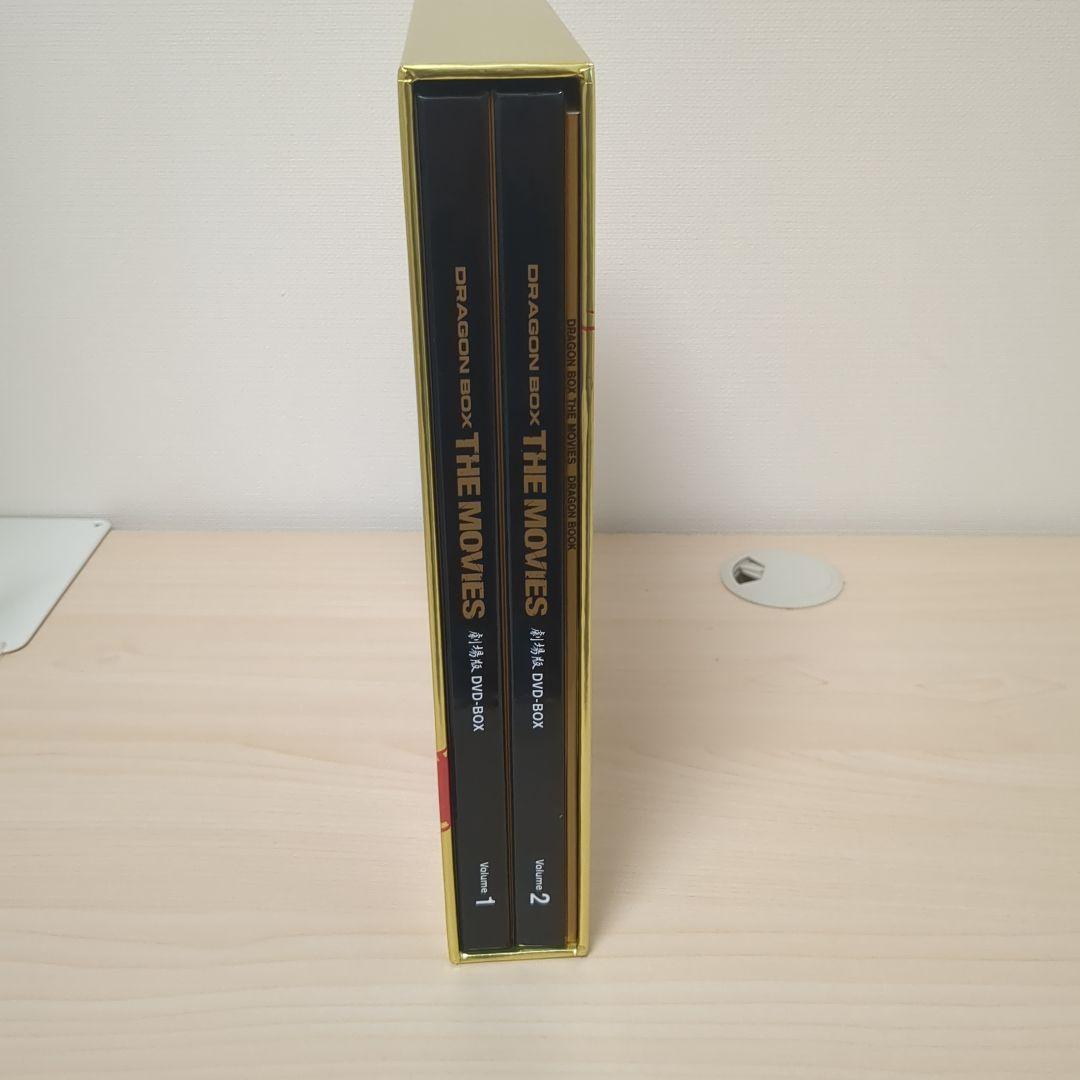 DRAGON BOX THE MOVIES 劇場版 DVD-BOX Volume 1
DRAGON BOX THE MOVIES 劇場版 DVD-BOX Volume 2
DRAGON BOX THE MOVIES DRAGON BOOK